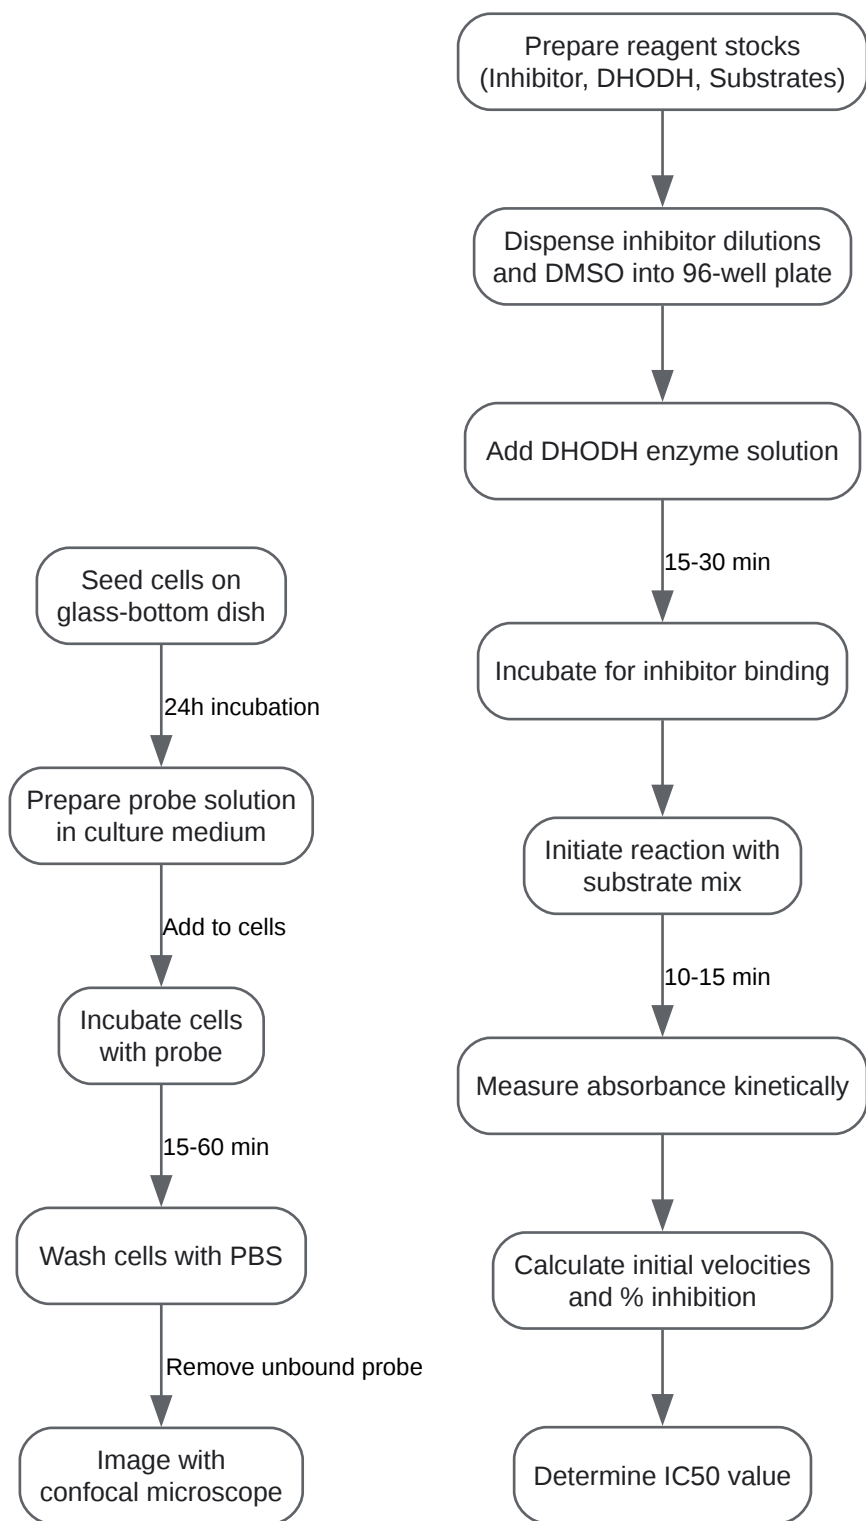 Seed cells on
glass-bottom dish
24h incubation
Prepare probe solution
in culture medium
Add to cells
Incubate cells
with probe
15-60 min
Wash cells with PBS
Remove unbound probe
Image with
confocal microscope
Prepare reagent stocks
(Inhibitor, DHODH, Substrates)
Dispense inhibitor dilutions
and DMSO into 96-well plate
Add DHODH enzyme solution
15-30 min
Incubate for inhibitor binding
Initiate reaction with
substrate mix
10-15 min
Measure absorbance kinetically
Calculate initial velocities
and % inhibition
Determine IC50 value